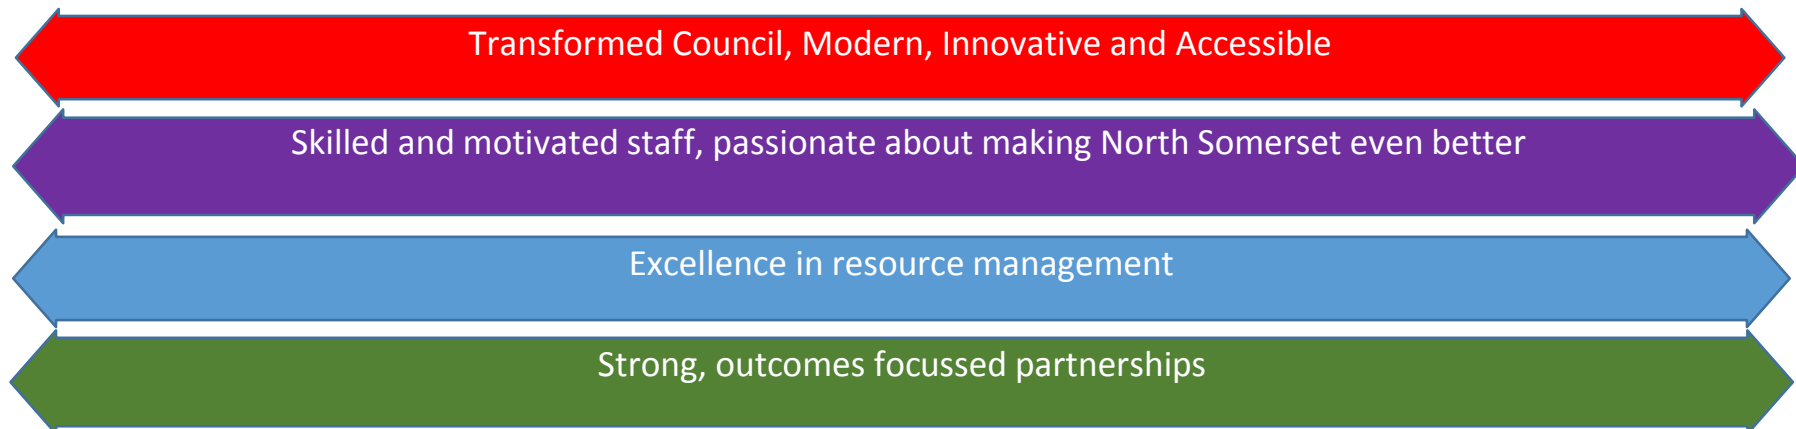 Transformed Council, Modern, Innovative and Accessible
Skilled and motivated staff, passionate about making North Somerset even better
Excellence in resource management
Strong, outcomes focussed partnerships